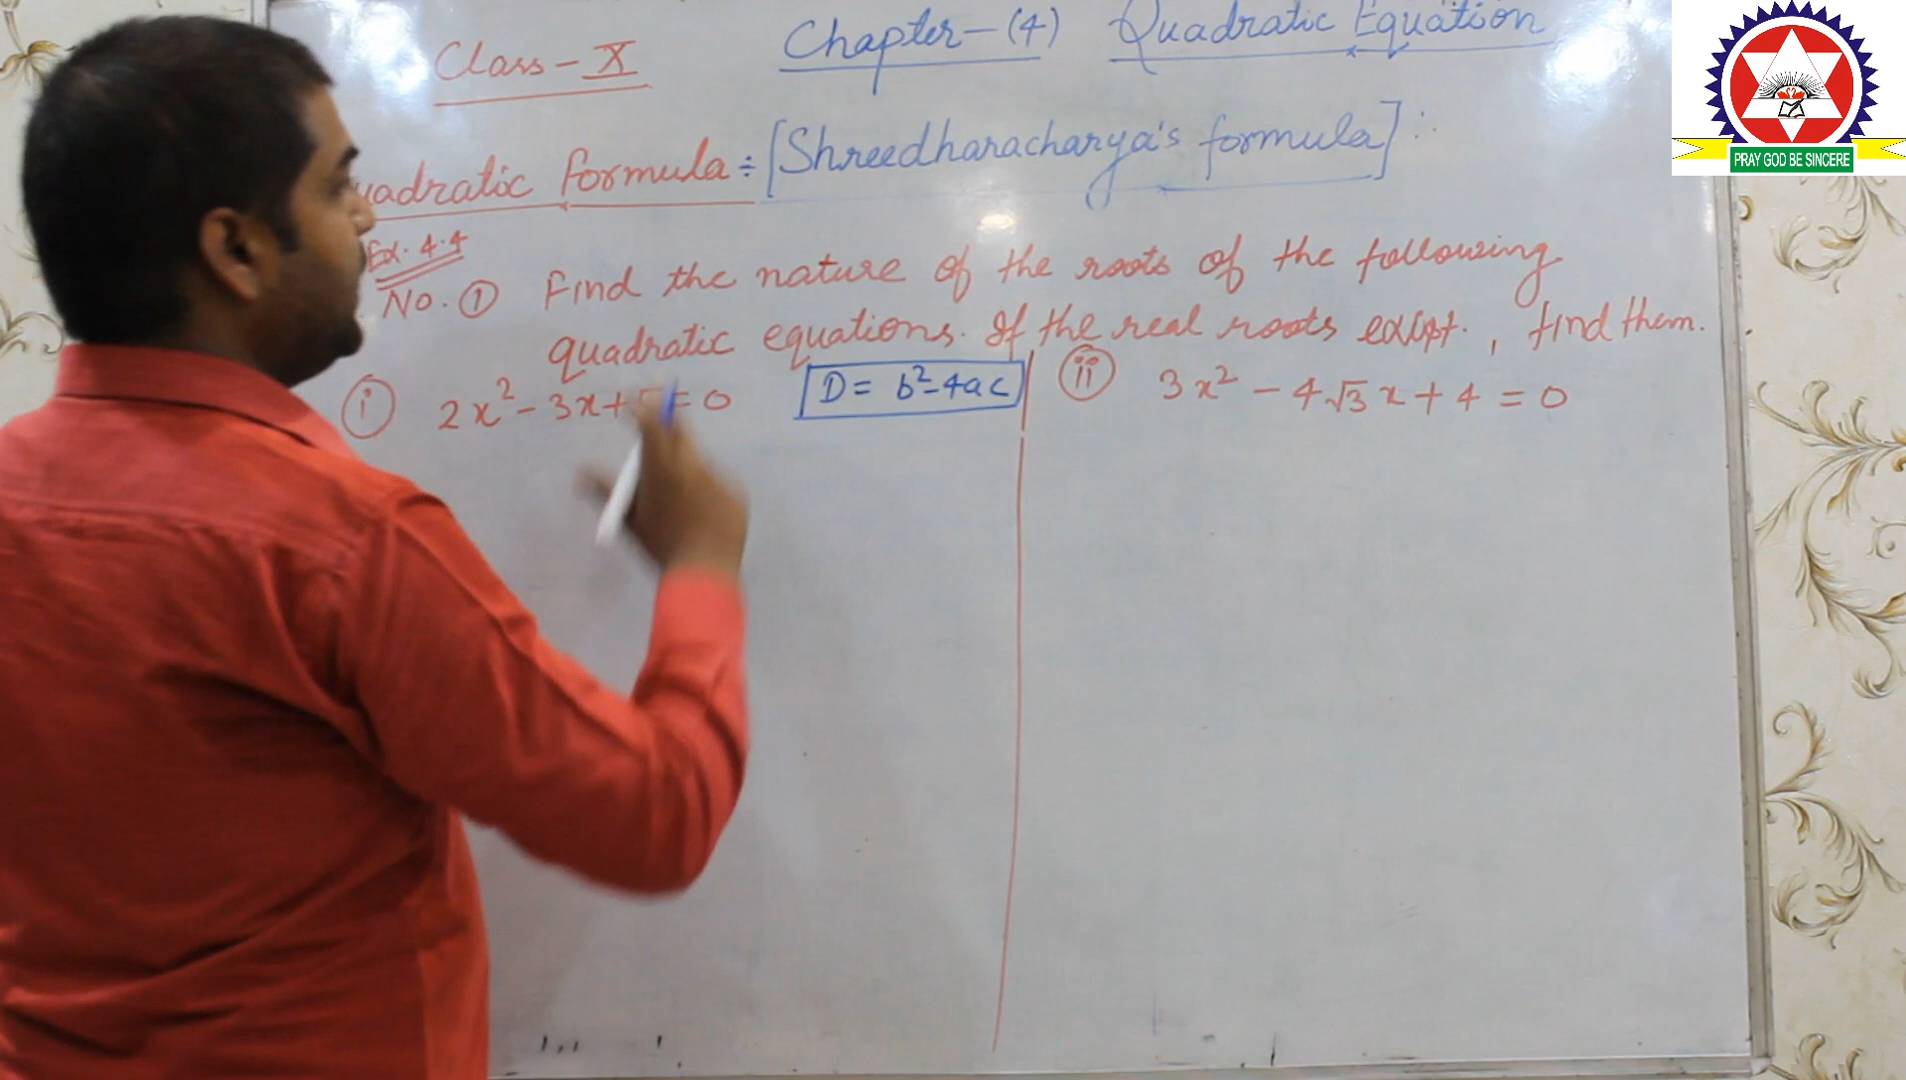 Class - X
Chapter-(4) Quadratic Equation
uadratic formula ÷ [Shreedharacharya's formula] :
Ex. 4.4
No. ① Find the nature of the roots of the following
quadratic equations. If the real roots exist, find them.
ⓘ 2x² - 3x + 5 = 0
D = b² - 4ac
ⓘⓘ 3x² - 4√3x + 4 = 0
PRAY GOD BE SINCERE